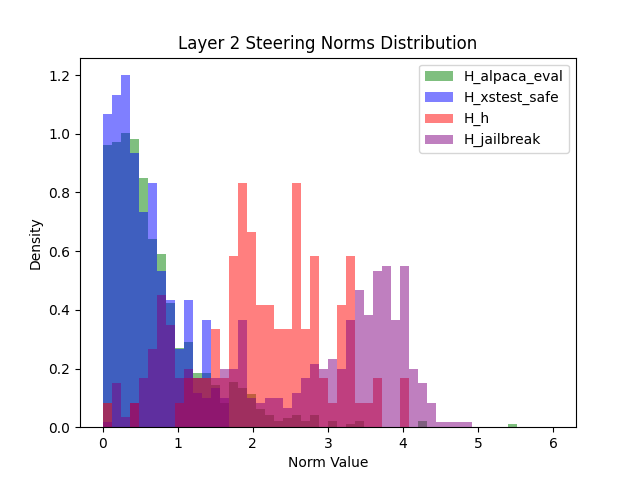 Layer 2 Steering Norms Distribution
H_alpaca_eval
H_xstest_safe
H_h
H_jailbreak
Density
1.2
1.0
0.8
0.6
0.4
0.2
0.0
0 1 2 3 4 5 6
Norm Value